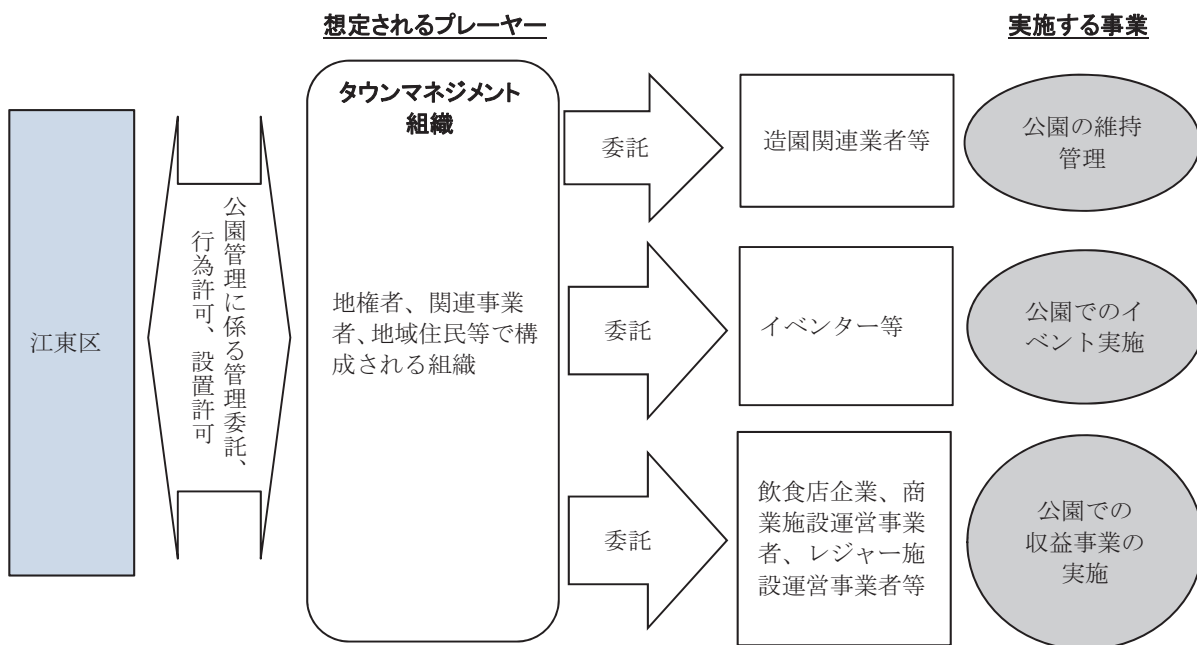 想定されるプレーヤー
実施する事業
江東区
公園管理に係る管理委託、
行為許可、設置許可
タウンマネジメント
組織
地権者、関連事業
者、地域住民等で構
成される組織
委託
造園関連業者等
公園の維持
管理
委託
イベンター等
公園でのイ
ベント実施
委託
飲食店企業、商
業施設運営事業
者、レジャー施
設運営事業者等
公園での
収益事業の
実施